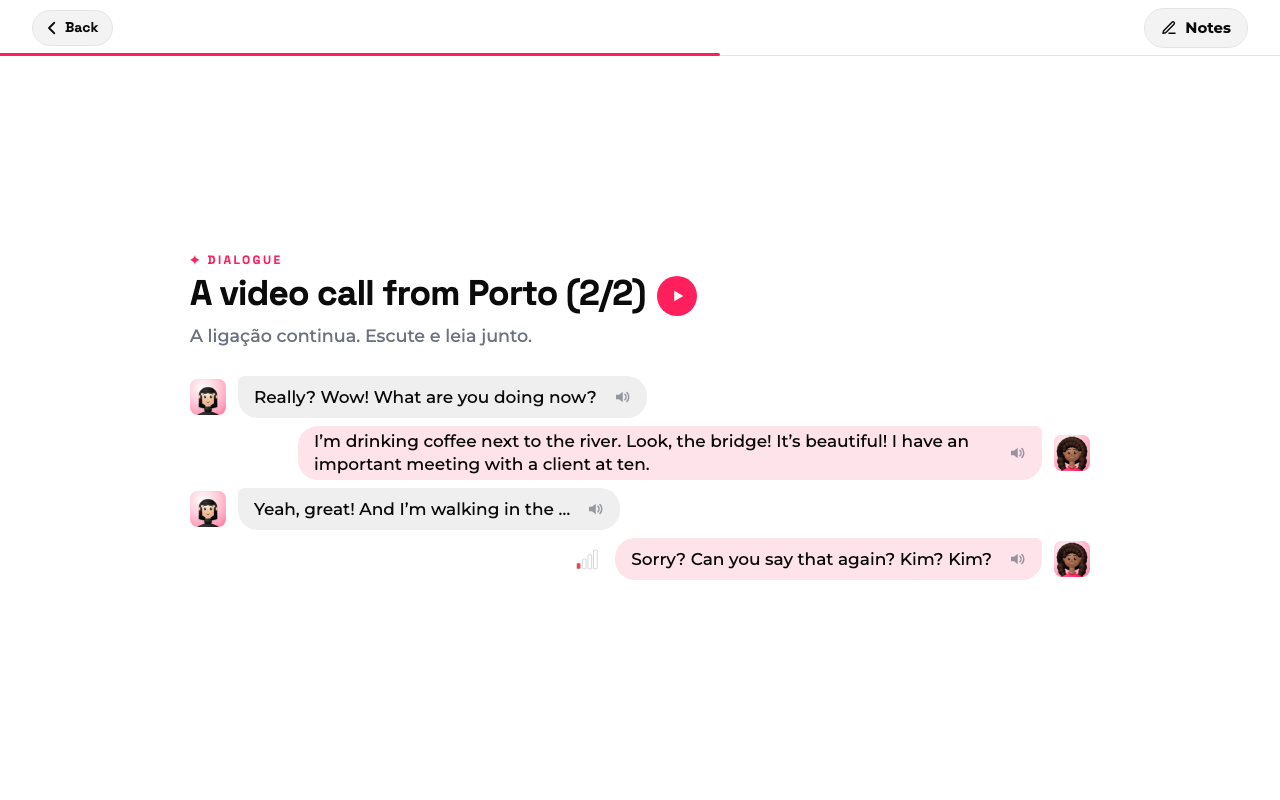 Back
Notes
DIALOGUE
A video call from Porto (2/2)
A ligação continua. Escute e leia junto.
Really? Wow! What are you doing now?
I’m drinking coffee next to the river. Look, the bridge! It’s beautiful! I have an
important meeting with a client at ten.
Yeah, great! And I’m walking in the ...
Sorry? Can you say that again? Kim? Kim?